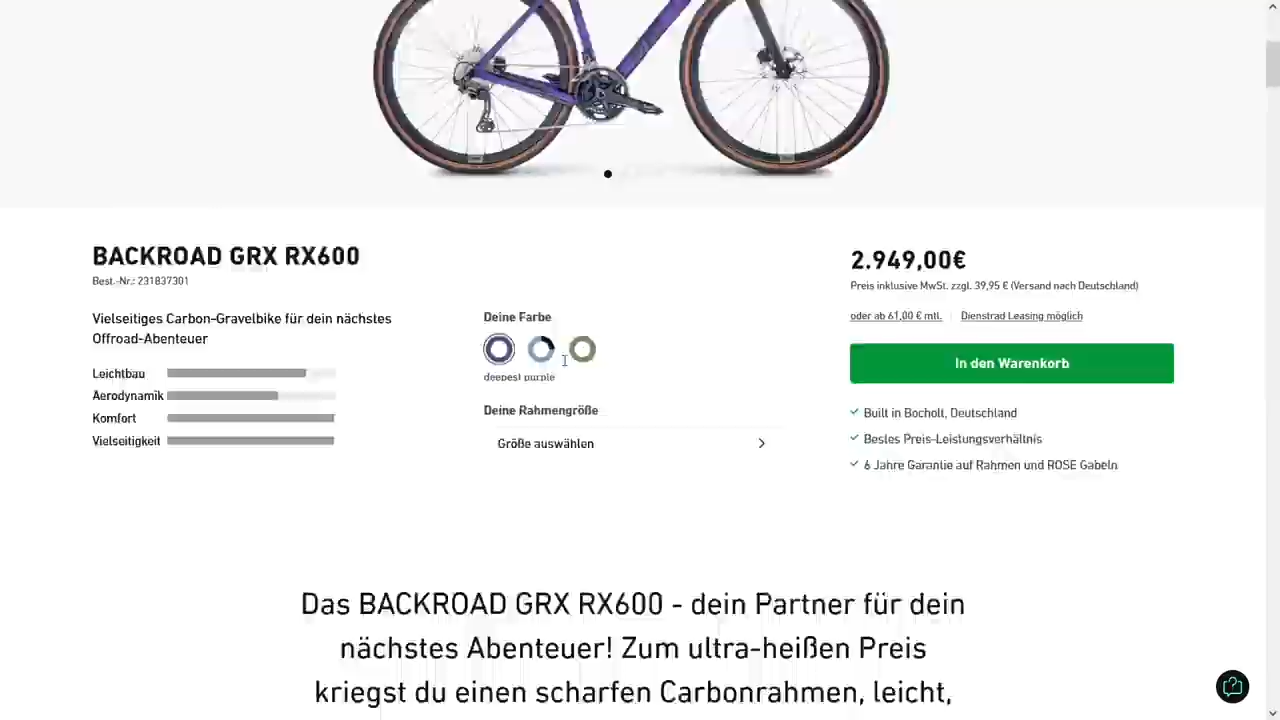 BACKROAD GRX RX600
Best.-Nr.: 231837301
Vielseitiges Carbon-Gravelbike für dein nächstes
Offroad-Abenteuer
Leichtbau
Aerodynamik
Komfort
Vielseitigkeit
Deine Farbe
deepest purple
Deine Rahmengröße
Größe auswählen
2.949,00€
Preis inklusive MwSt. zzgl. 39,95 € (Versand nach Deutschland)
oder ab 61,00 € mtl. Dienstrad Leasing möglich
In den Warenkorb
Built in Bocholt, Deutschland
Bestes Preis-Leistungsverhältnis
6 Jahre Garantie auf Rahmen und ROSE Gabeln
Das BACKROAD GRX RX600 - dein Partner für dein
nächstes Abenteuer! Zum ultra-heißen Preis
kriegst du einen scharfen Carbonrahmen, leicht,